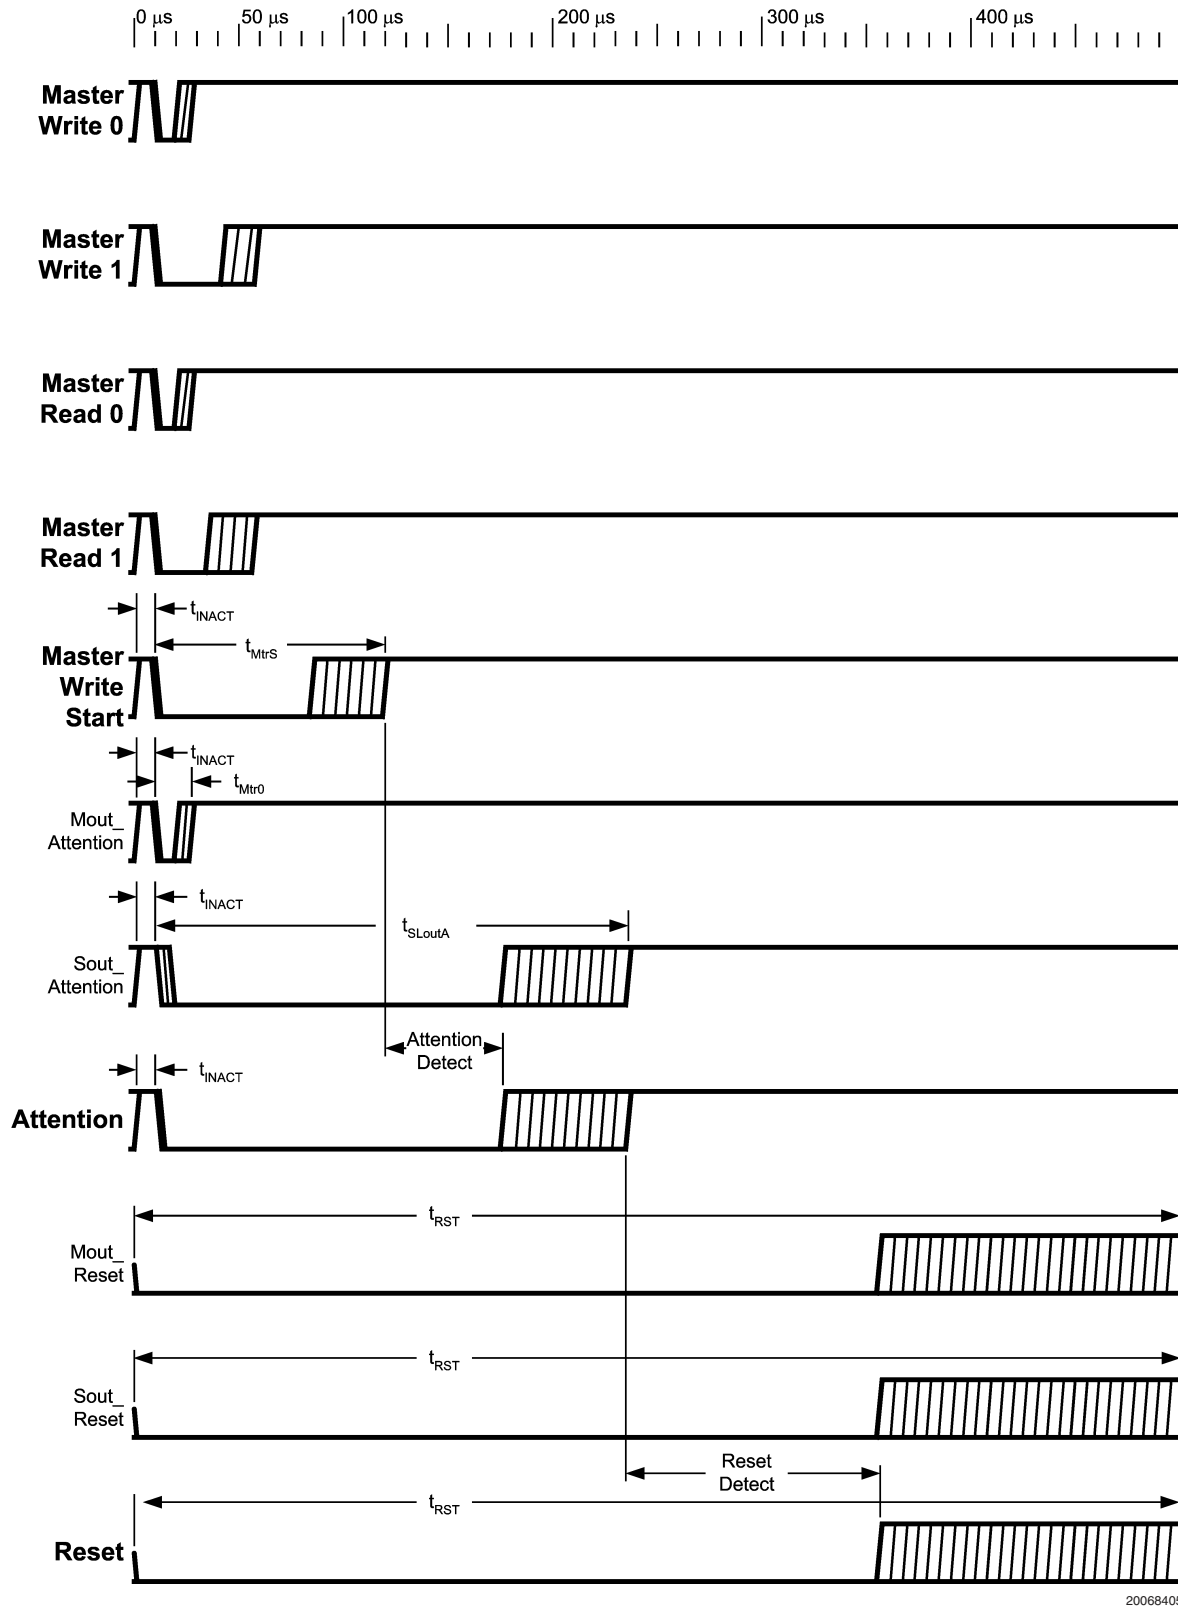 0 µs 50 µs 100 µs 200 µs 300 µs 400 µs
Master
Write 0
Master
Write 1
Master
Read 0
Master
Read 1
tINACT
tMtrS
Master
Write
Start
tINACT
tMtr0
Mout_
Attention
tINACT
tSLoutA
Sout_
Attention
Attention
Detect
tINACT
Attention
tRST
Mout_
Reset
tRST
Sout_
Reset
Reset
Detect
tRST
Reset
20068405